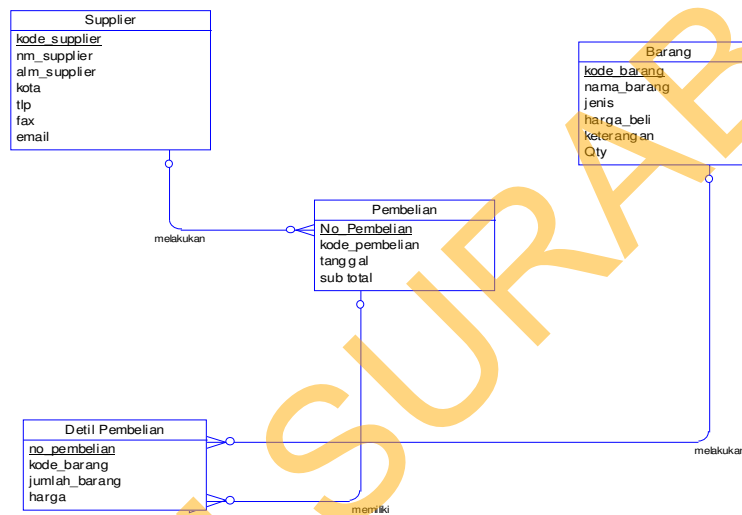 Supplier
kode_supplier
nm_supplier
alm_supplier
kota
tlp
fax
email
Barang
kode_barang
nama_barang
jenis
harga_beli
keterangan
Qty
melakukan
Pembelian
No_Pembelian
kode_pembelian
tanggal
sub total
Detil Pembelian
no_pembelian
kode_barang
jumlah_barang
harga
melakukan
memiliki
SURAB